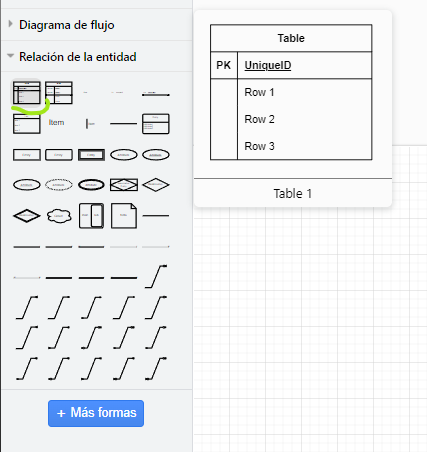 Diagrama de flujo
Relación de la entidad
Item
+ Más formas
Table
PK UniqueID
Row 1
Row 2
Row 3
Table 1